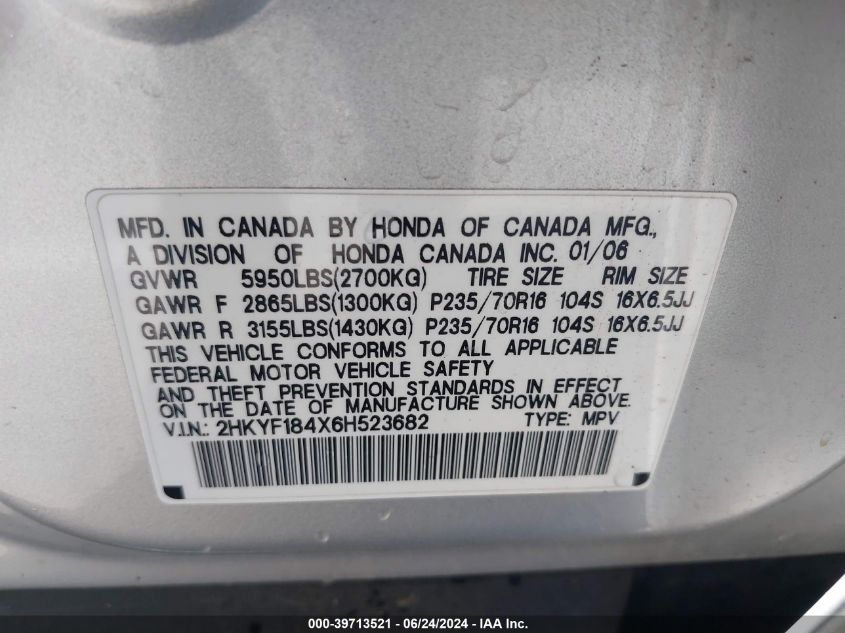 MFD. IN CANADA BY HONDA OF CANADA MFG.,
A DIVISION OF HONDA CANADA INC. 01/06
GVWR 5950LBS(2700KG) TIRE SIZE RIM SIZE
GAWR F 2865LBS(1300KG) P235/70R16 104S 16X6.5JJ
GAWR R 3155LBS(1430KG) P235/70R16 104S 16X6.5JJ
THIS VEHICLE CONFORMS TO ALL APPLICABLE
FEDERAL MOTOR VEHICLE SAFETY
AND THEFT PREVENTION STANDARDS IN EFFECT
ON THE DATE OF MANUFACTURE SHOWN ABOVE.
V.I.N.: 2HKYF184X6H523682 TYPE: MPV
000-39713521 / 06/24/2024 - IAA Inc.